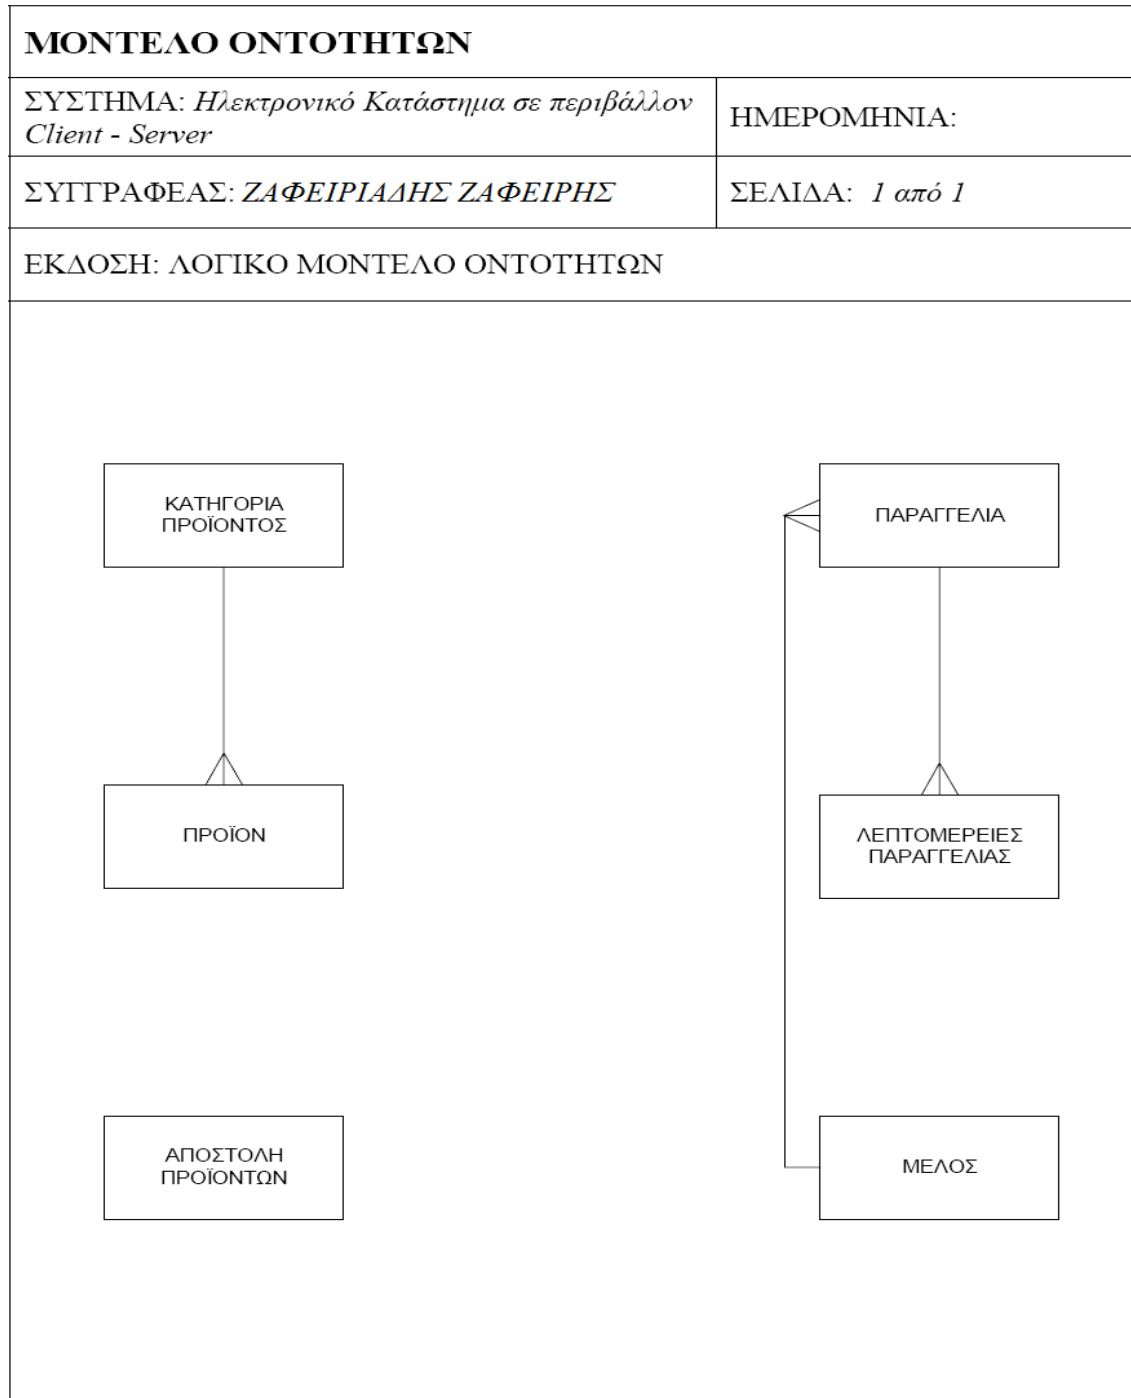 ΜΟΝΤΕΛΟ ΟΝΤΟΤΗΤΩΝ
ΣΥΣΤΗΜΑ: Ηλεκτρονικό Κατάστημα σε περιβάλλον
Client - Server
ΗΜΕΡΟΜΗΝΙΑ:
ΣΥΓΓΡΑΦΕΑΣ: ΖΑΦΕΙΡΙΑΔΗΣ ΖΑΦΕΙΡΗΣ
ΣΕΛΙΔΑ: 1 από 1
ΕΚΔΟΣΗ: ΛΟΓΙΚΟ ΜΟΝΤΕΛΟ ΟΝΤΟΤΗΤΩΝ
ΚΑΤΗΓΟΡΙΑ
ΠΡΟΪΟΝΤΟΣ
ΠΑΡΑΓΓΕΛΙΑ
ΠΡΟΪΟΝ
ΛΕΠΤΟΜΕΡΕΙΕΣ
ΠΑΡΑΓΓΕΛΙΑΣ
ΑΠΟΣΤΟΛΗ
ΠΡΟΪΟΝΤΩΝ
ΜΕΛΟΣ